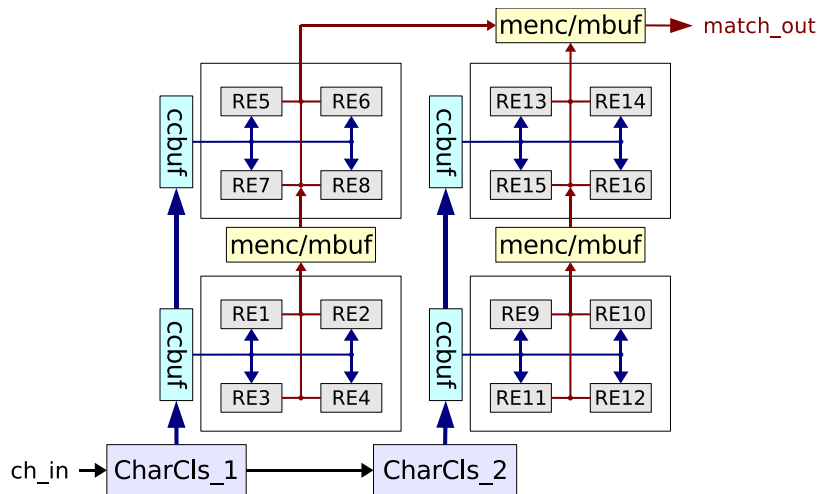 menc/mbuf match_out
RE5 RE6 RE13 RE14
ccbuf ccbuf
RE7 RE8 RE15 RE16
menc/mbuf menc/mbuf
RE1 RE2 RE9 RE10
ccbuf ccbuf
RE3 RE4 RE11 RE12
ch_in CharCls_1 CharCls_2